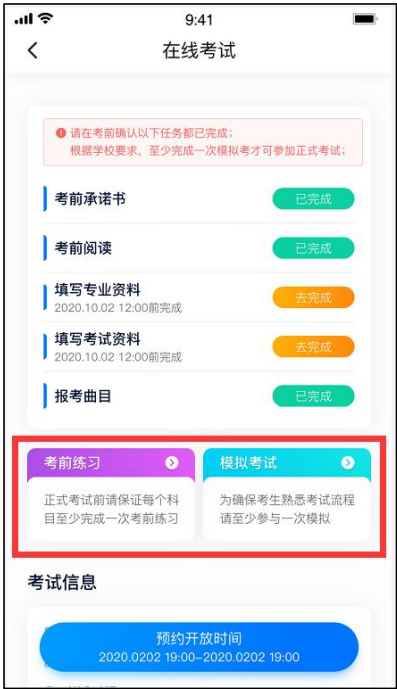 9:41
在线考试
请在考前确认以下任务都已完成；
根据学校要求，至少完成一次模拟考才可参加正式考试；
考前承诺书
已完成
考前阅读
已完成
填写专业资料
去完成
2020.10.02 12:00前完成
填写考试资料
去完成
2020.10.02 12:00前完成
报考曲目
已完成
考前练习
正式考试前请保证每个科
目至少完成一次考前练习
模拟考试
为确保考生熟悉考试流程
请至少参与一次模拟
考试信息
预约开放时间
2020.0202 19:00-2020.0202 19:00